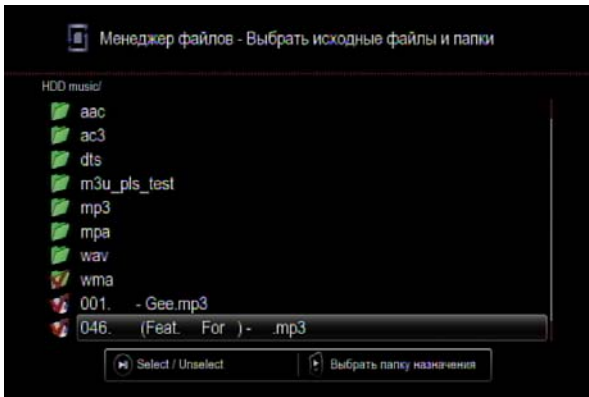 Менеджер файлов - Выбрать исходные файлы и папки
HDD music/
aac
ac3
dts
m3u_pls_test
mp3
mpa
wav
wma
001. - Gee.mp3
046. (Feat. For ) - .mp3
Select / Unselect
Выбрать папку назначения